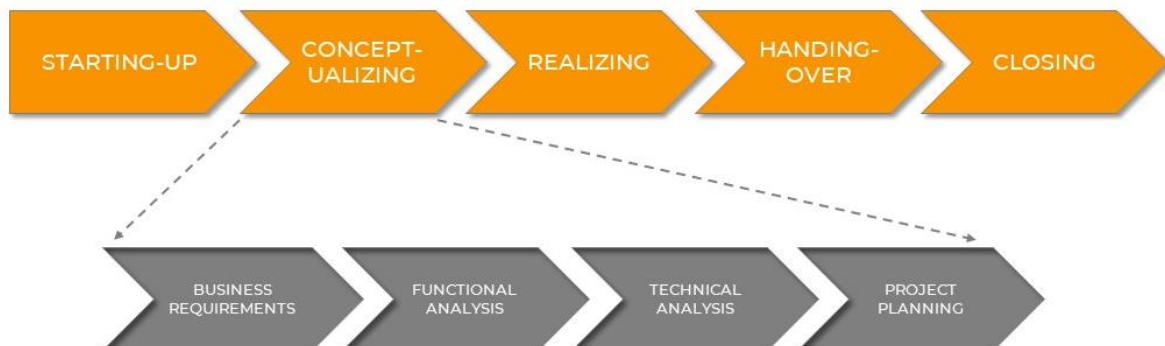 STARTING-UP
CONCEPT-
UALIZING
REALIZING
HANDING-
OVER
CLOSING
BUSINESS
REQUIREMENTS
FUNCTIONAL
ANALYSIS
TECHNICAL
ANALYSIS
PROJECT
PLANNING